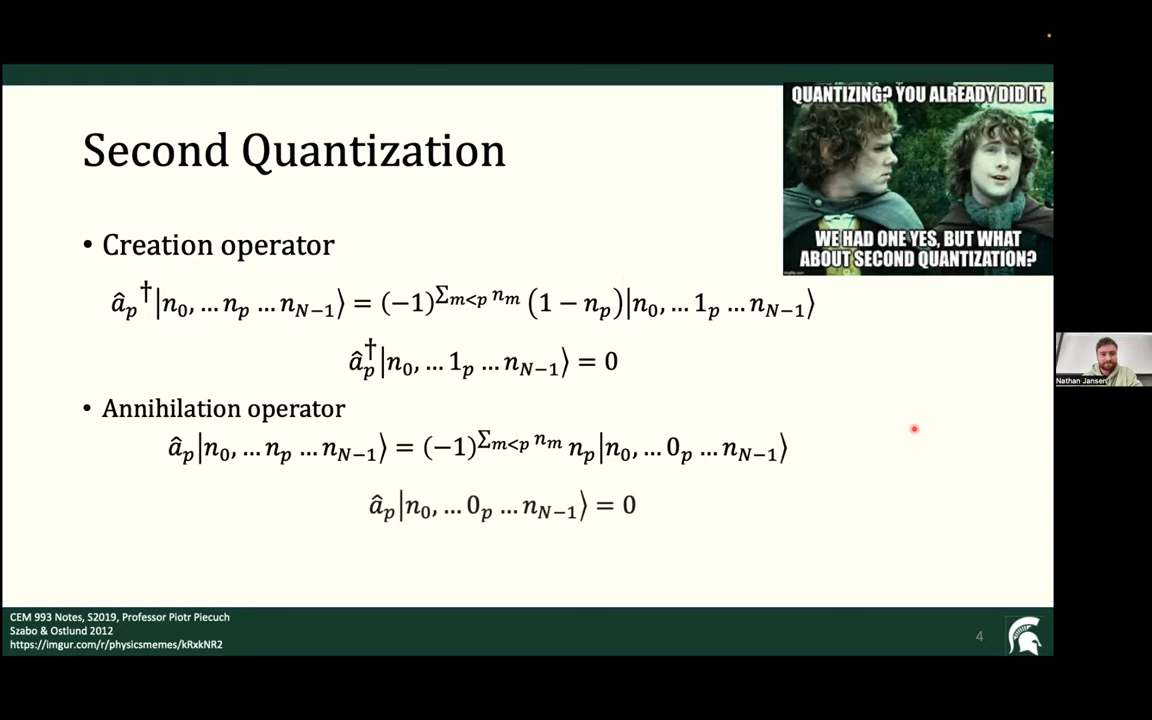 QUANTIZING? YOU ALREADY DID IT.
WE HAD ONE YES, BUT WHAT
ABOUT SECOND QUANTIZATION?
imgflip.com
Second Quantization
• Creation operator
â_p†|n_0, … n_p … n_{N−1}⟩ = (−1)^{Σ_{m<p} n_m} (1 − n_p)|n_0, … 1_p … n_{N−1}⟩
â_p†|n_0, … 1_p … n_{N−1}⟩ = 0
• Annihilation operator
â_p|n_0, … n_p … n_{N−1}⟩ = (−1)^{Σ_{m<p} n_m} n_p|n_0, … 0_p … n_{N−1}⟩
â_p|n_0, … 0_p … n_{N−1}⟩ = 0
Nathan Jansen
CEM 993 Notes, S2019, Professor Piotr Piecuch
Szabo & Ostlund 2012
https://imgur.com/r/physicsmemes/kRxkNR2
4